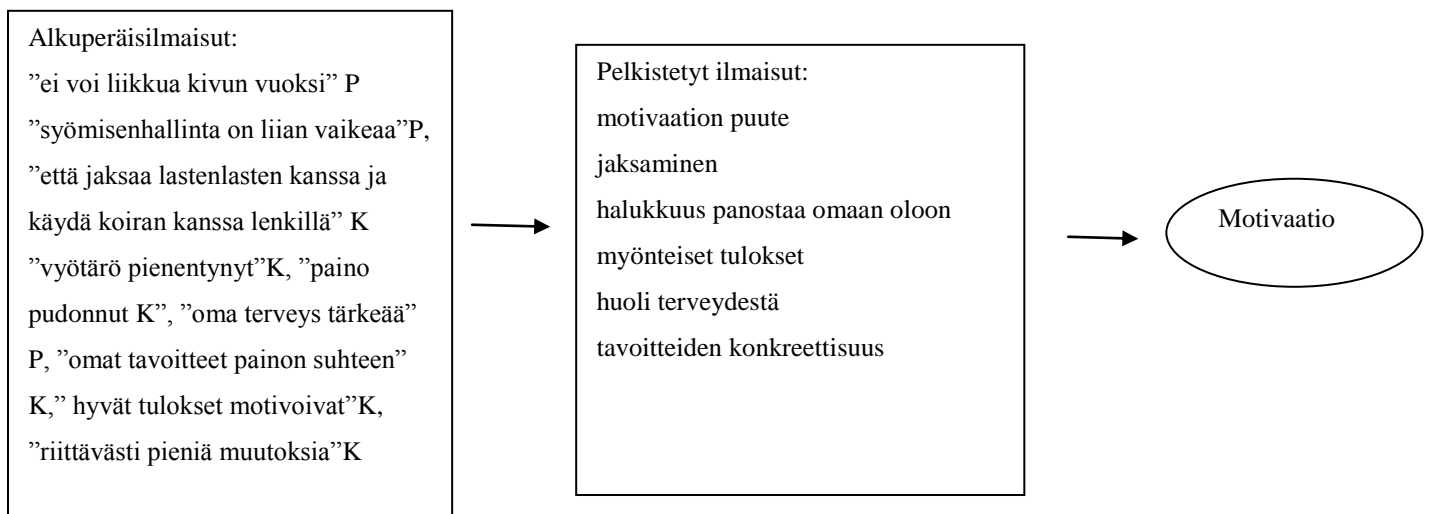 Alkuperäisilmaisut:
”ei voi liikkua kivun vuoksi” P
”syömisenhallinta on liian vaikeaa”P,
”että jaksaa lastenlasten kanssa ja
käydä koiran kanssa lenkillä” K
”vyötärö pienentynyt”K, ”paino
pudonnut K”, ”oma terveys tärkeää”
P, ”omat tavoitteet painon suhteen”
K,” hyvät tulokset motivoivat”K,
”riittävästi pieniä muutoksia”K
Pelkistetyt ilmaisut:
motivaation puute
jaksaminen
halukkuus panostaa omaan oloon
myönteiset tulokset
huoli terveydestä
tavoitteiden konkreettisuus
Motivaatio